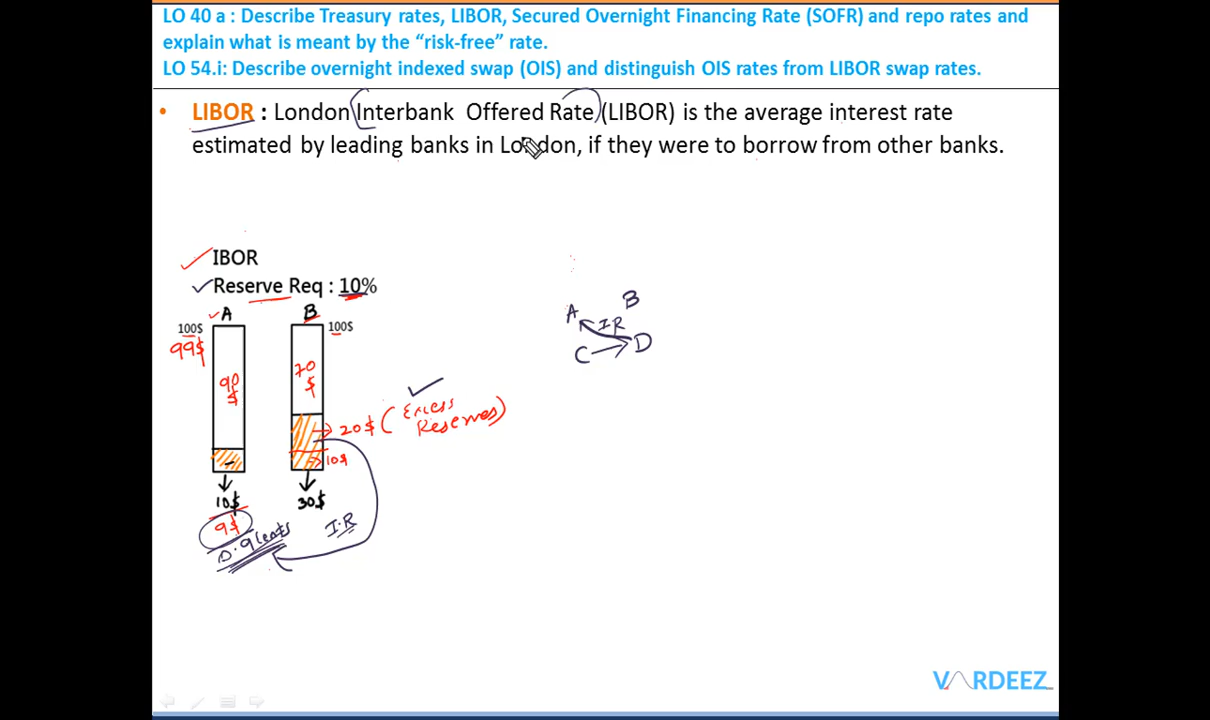 LO 40 a : Describe Treasury rates, LIBOR, Secured Overnight Financing Rate (SOFR) and repo rates and
explain what is meant by the “risk-free” rate.
LO 54.i: Describe overnight indexed swap (OIS) and distinguish OIS rates from LIBOR swap rates.
• LIBOR : London Interbank Offered Rate (LIBOR) is the average interest rate
estimated by leading banks in London, if they were to borrow from other banks.
IBOR
Reserve Req : 10%
A B
100$ 100$
99$
90 $
70 $
20$ (Excess
Reserves)
10$
10$ 30$
9$
I.R
A B
I R
C D
VARDEEZ